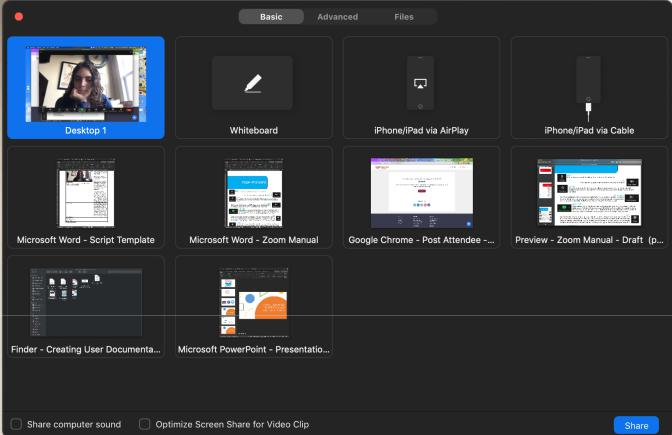 Basic Advanced Files
Desktop 1
Whiteboard
iPhone/iPad via AirPlay
iPhone/iPad via Cable
Microsoft Word - Script Template
Microsoft Word - Zoom Manual
Google Chrome - Post Attendee -...
Preview - Zoom Manual - Draft (p...
Finder - Creating User Documenta...
Microsoft PowerPoint - Presentatio...
Share computer sound
Optimize Screen Share for Video Clip
Share